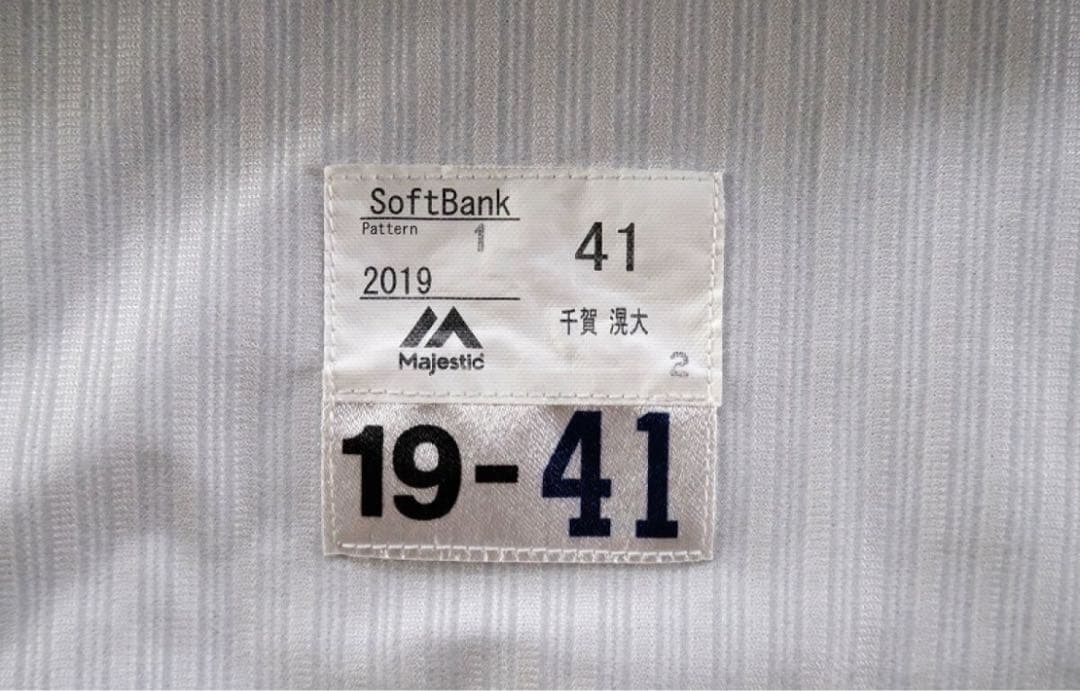 SoftBank
Pattern 1
2019
Majestic
41
千賀 滉大
2
19-41